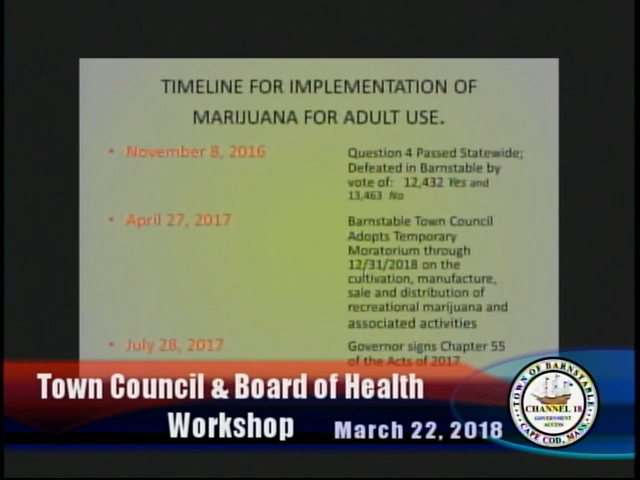 TIMELINE FOR IMPLEMENTATION OF
MARIJUANA FOR ADULT USE.
• November 8, 2016
Question 4 Passed Statewide;
Defeated in Barnstable by
vote of: 12,432 Yes and
13,463 No
• April 27, 2017
Barnstable Town Council
Adopts Temporary
Moratorium through
12/31/2018 on the
cultivation, manufacture,
sale and distribution of
recreational marijuana and
associated activities
• July 28, 2017
Governor signs Chapter 55
of the Acts of 2017
Town Council & Board of Health
Workshop
March 22, 2018
TOWN OF BARNSTABLE
CHANNEL 18
GOVERNMENT
ACCESS
CAPE COD, MASS.